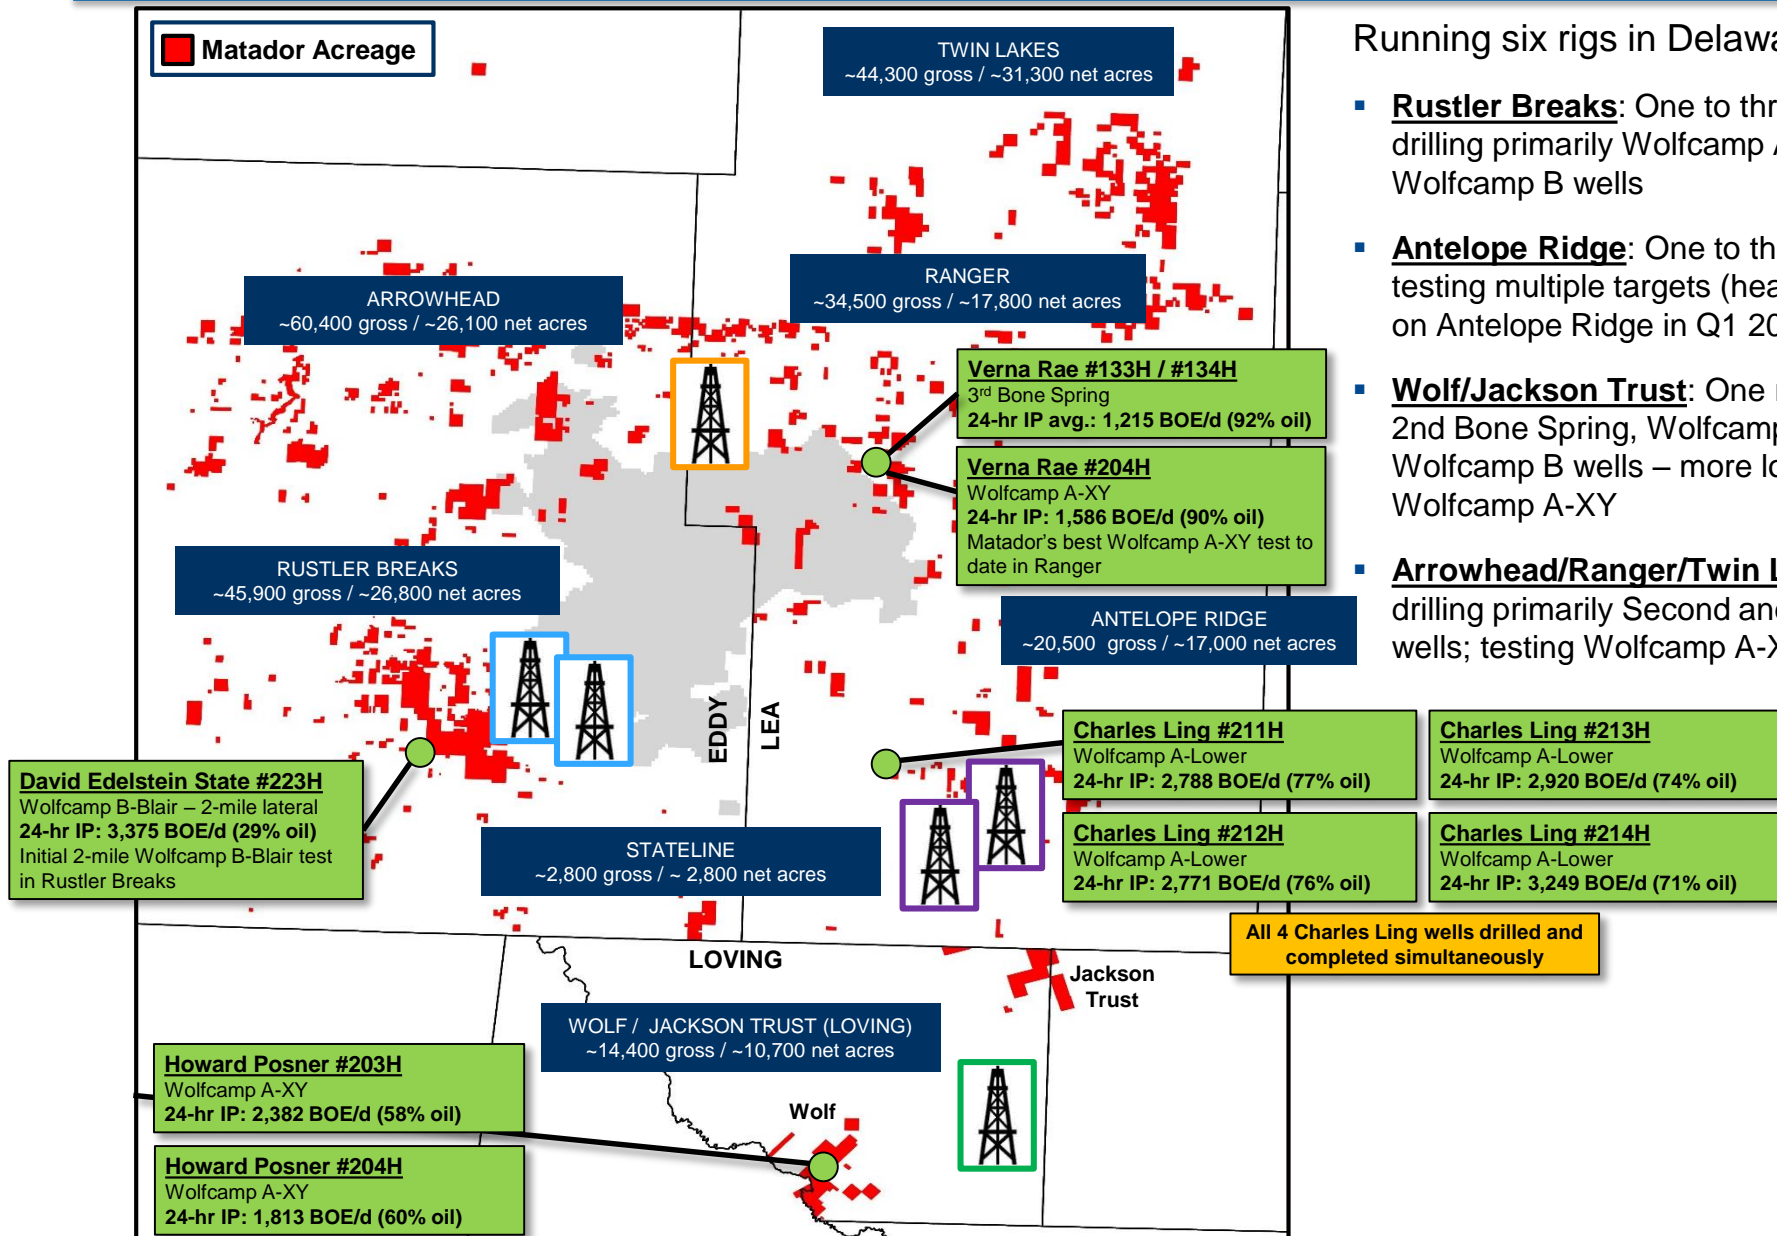 Matador Acreage
TWIN LAKES
~44,300 gross / ~31,300 net acres
RANGER
~34,500 gross / ~17,800 net acres
ARROWHEAD
~60,400 gross / ~26,100 net acres
Verna Rae #133H / #134H
3rd Bone Spring
24-hr IP avg.: 1,215 BOE/d (92% oil)
Verna Rae #204H
Wolfcamp A-XY
24-hr IP: 1,586 BOE/d (90% oil)
Matador's best Wolfcamp A-XY test to
date in Ranger
RUSTLER BREAKS
~45,900 gross / ~26,800 net acres
ANTELOPE RIDGE
~20,500 gross / ~17,000 net acres
EDDY
LEA
Charles Ling #211H
Wolfcamp A-Lower
24-hr IP: 2,788 BOE/d (77% oil)
Charles Ling #213H
Wolfcamp A-Lower
24-hr IP: 2,920 BOE/d (74% oil)
Charles Ling #212H
Wolfcamp A-Lower
24-hr IP: 2,771 BOE/d (76% oil)
Charles Ling #214H
Wolfcamp A-Lower
24-hr IP: 3,249 BOE/d (71% oil)
All 4 Charles Ling wells drilled and
completed simultaneously
David Edelstein State #223H
Wolfcamp B-Blair – 2-mile lateral
24-hr IP: 3,375 BOE/d (29% oil)
Initial 2-mile Wolfcamp B-Blair test
in Rustler Breaks
STATELINE
~2,800 gross / ~ 2,800 net acres
LOVING
Jackson
Trust
WOLF / JACKSON TRUST (LOVING)
~14,400 gross / ~10,700 net acres
Wolf
Howard Posner #203H
Wolfcamp A-XY
24-hr IP: 2,382 BOE/d (58% oil)
Howard Posner #204H
Wolfcamp A-XY
24-hr IP: 1,813 BOE/d (60% oil)
Running six rigs in
▪ Rustler Breaks: One to
drilling primarily Wolfcamp
Wolfcamp B wells
▪ Antelope Ridge: One to
testing multiple targets
on Antelope Ridge in Q1
▪ Wolf/Jackson Trust: One
2nd Bone Spring, Wolfcamp
Wolfcamp B wells – more
Wolfcamp A-XY
▪ Arrowhead/Ranger/Twin
drilling primarily Second
wells; testing Wolfcamp